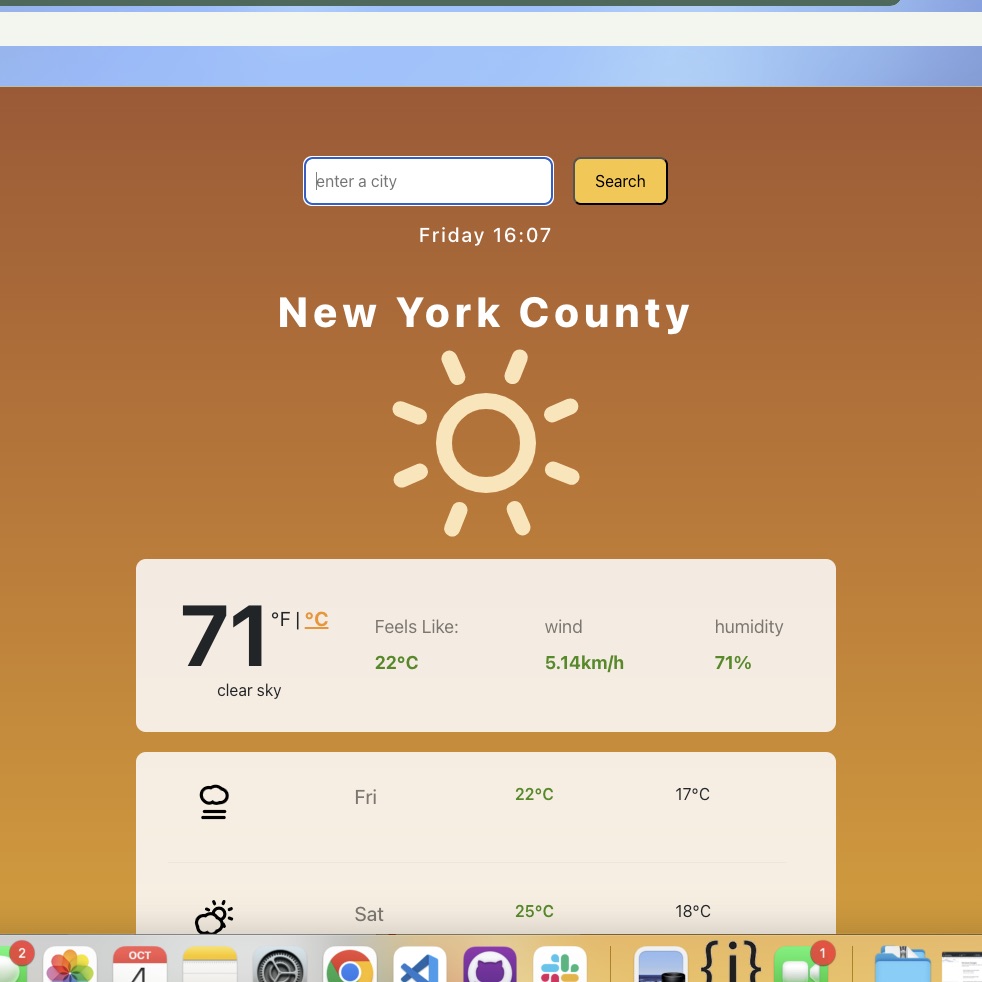 enter a city
Search
Friday 16:07
New York County
71 °F | °C
Feels Like:
wind
humidity
22°C
5.14km/h
71%
clear sky
Fri
22°C
17°C
Sat
25°C
18°C
2
OCT
4
{i}
1